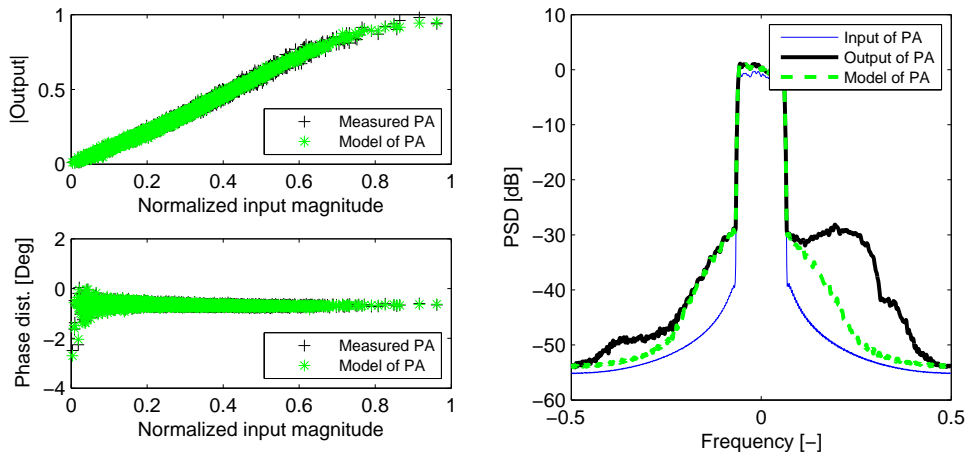 1
0.5
0
|Output|
Measured PA
Model of PA
0 0.2 0.4 0.6 0.8 1
Normalized input magnitude
2
0
−2
−4
Phase dist. [Deg]
Measured PA
Model of PA
0 0.2 0.4 0.6 0.8 1
Normalized input magnitude
10
0
−10
−20
−30
−40
−50
−60
PSD [dB]
Input of PA
Output of PA
Model of PA
−0.5 0 0.5
Frequency [−]